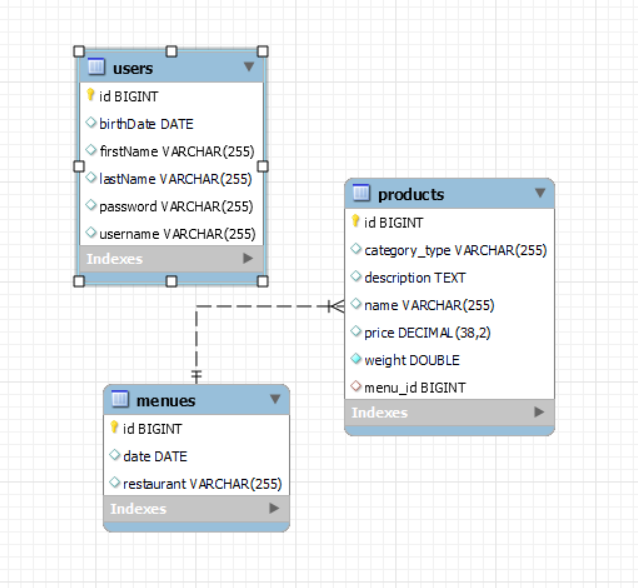 users
id BIGINT
birthDate DATE
firstName VARCHAR(255)
lastName VARCHAR(255)
password VARCHAR(255)
username VARCHAR(255)
Indexes
products
id BIGINT
category_type VARCHAR(255)
description TEXT
name VARCHAR(255)
price DECIMAL(38,2)
weight DOUBLE
menu_id BIGINT
Indexes
menues
id BIGINT
date DATE
restaurant VARCHAR(255)
Indexes